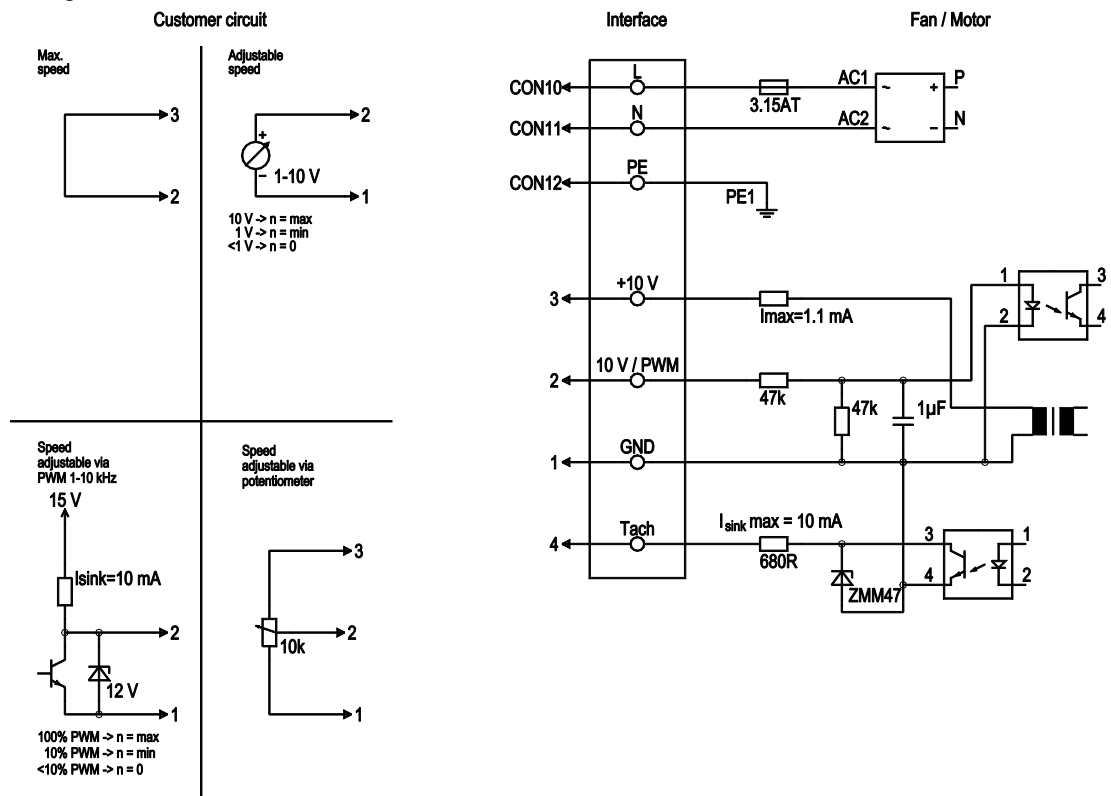 Customer circuit
Interface
Fan / Motor
Max.
speed
3
2
Adjustable
speed
2
+
− 1-10 V
1
10 V -> n = max
1 V -> n = min
<1 V -> n = 0
Speed
adjustable via
PWM 1-10 kHz
15 V
Isink=10 mA
2
12 V
1
100% PWM -> n = max
10% PWM -> n = min
<10% PWM -> n = 0
Speed
adjustable via
potentiometer
3
2
10k
1
L
CON10
3.15AT
AC1
~
+
P
N
CON11
AC2
~
−
N
PE
CON12
PE1
+10 V
3
Imax=1.1 mA
1
3
2
4
10 V / PWM
2
47k
47k
1µF
GND
1
Tach
4
Isink max = 10 mA
680R
ZMM47
3
1
4
2